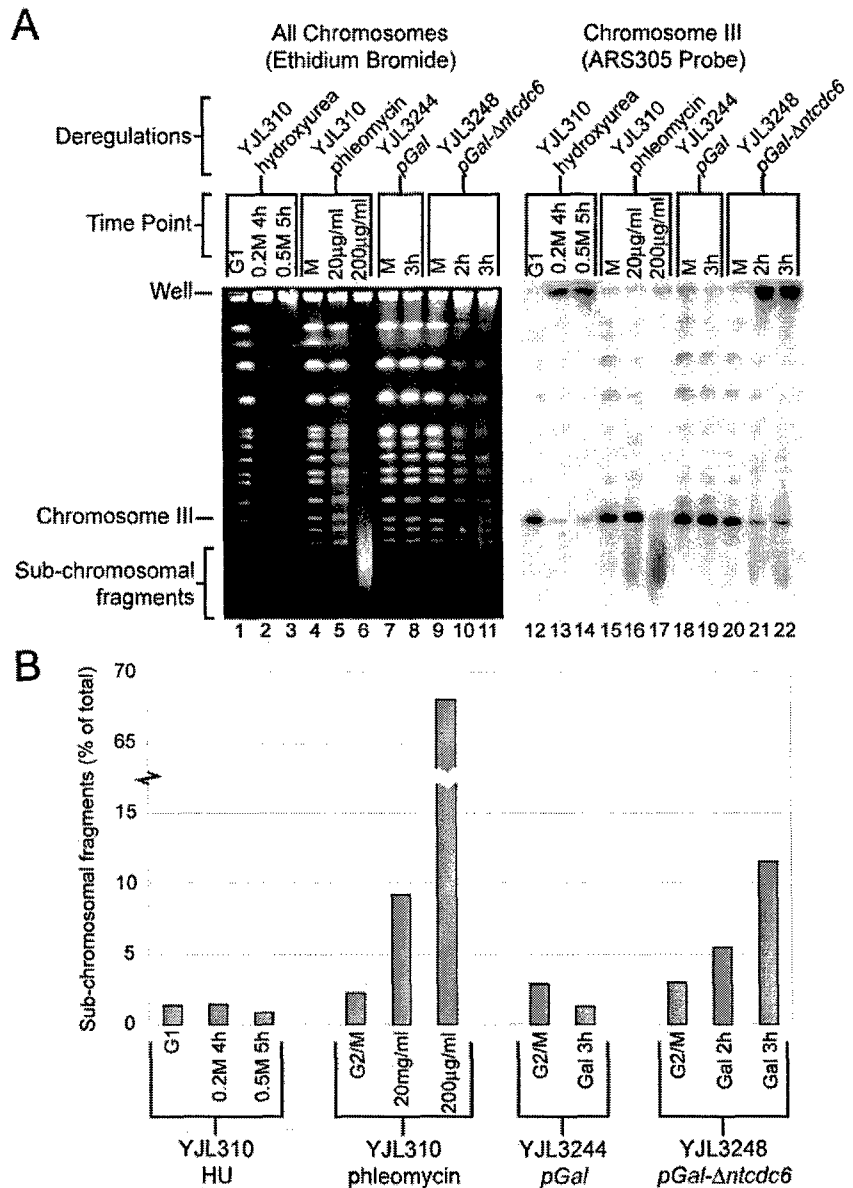 A
All Chromosomes
(Ethidium Bromide)
Chromosome III
(ARS305 Probe)
Deregulations
YJL310
hydroxyurea
YJL310
phleomycin
YJL3244
pGal
YJL3248
pGal-Δntcdc6
YJL310
hydroxyurea
YJL310
phleomycin
YJL3244
pGal
YJL3248
pGal-Δntcdc6
Time Point
G1
0.2M 4h
0.5M 5h
M
20µg/ml
200µg/ml
M
3h
M
2h
3h
G1
0.2M 4h
0.5M 5h
M
20µg/ml
200µg/ml
M
3h
M
2h
3h
Well
Chromosome III
Sub-chromosomal
fragments
1 2 3 4 5 6 7 8 9 10 11
12 13 14 15 16 17 18 19 20 21 22
B
Sub-chromosomal fragments (% of total)
70
65
15
10
5
0
G1
0.2M 4h
0.5M 5h
G2/M
20mg/ml
200µg/ml
G2/M
Gal 3h
G2/M
Gal 2h
Gal 3h
YJL310
HU
YJL310
phleomycin
YJL3244
pGal
YJL3248
pGal-Δntcdc6